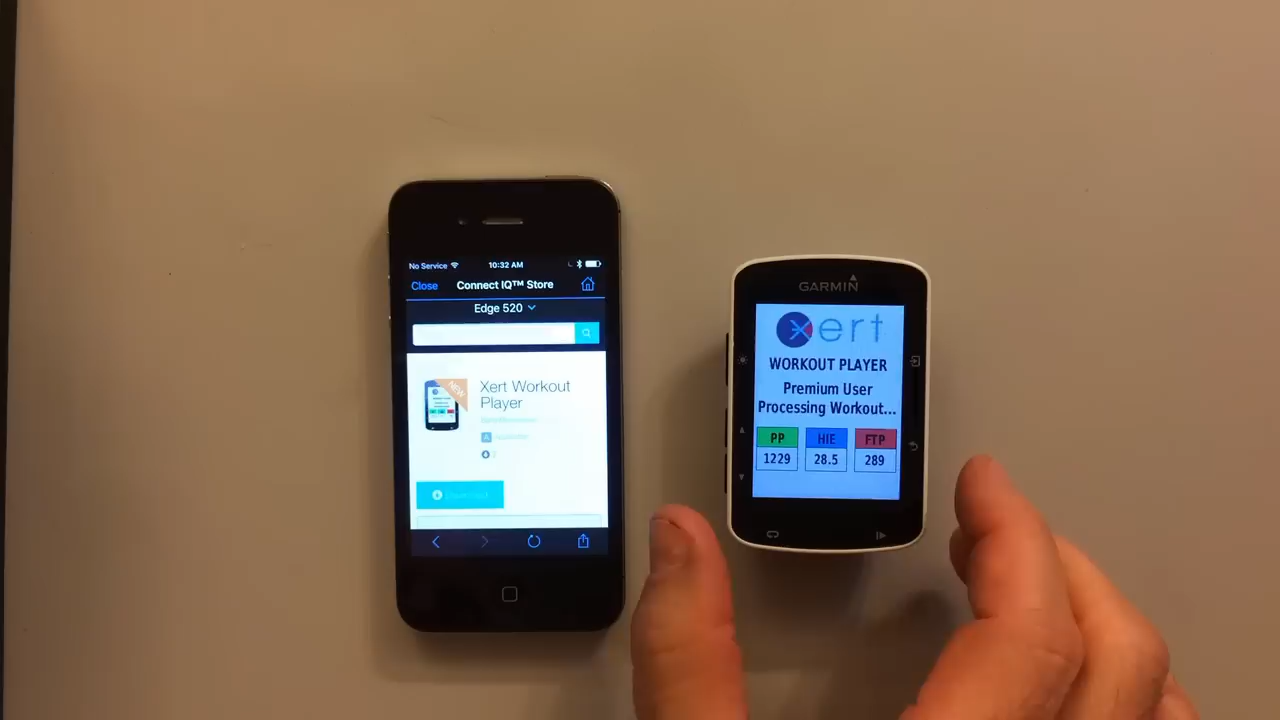 No Service
10:32 AM
Close
Connect IQ™ Store
Edge 520
NEW
Xert Workout
Player
GARMIN
xert
WORKOUT PLAYER
Premium User
Processing Workout...
PP
HIE
FTP
1229
28.5
289